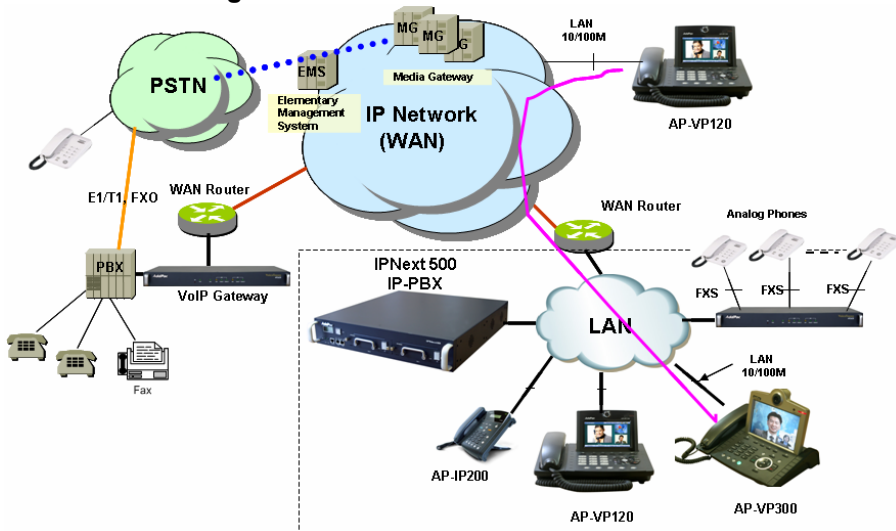 MG
MG
G
LAN
10/100M
PSTN
EMS
Media Gateway
Elementary
Management
System
IP Network
(WAN)
AP-VP120
E1/T1, FXO
WAN Router
WAN Router
Analog Phones
PBX
VoIP Gateway
IPNext 500
IP-PBX
LAN
FXS
FXS
FXS
LAN
10/100M
Fax
AP-IP200
AP-VP120
AP-VP300